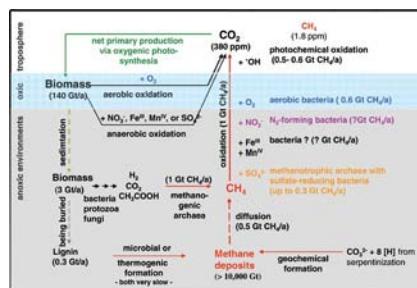 troposphere
oxic
anoxic environments
net primary production
via oxygenic photo-
synthesis
CO₂
(380 ppm)
CH₄
(1.8 ppm)
photochemical oxidation
(0.5- 0.6 Gt CH₄/a)
+ •OH
Biomass
(140 Gt/a)
+ O₂
aerobic oxidation
+ NO₃⁻, Feᴵᴵᴵ, Mnᴵⱽ, or SO₄²⁻
anaerobic oxidation
oxidation (1 Gt CH₄/a)
+ O₂ aerobic bacteria ( 0.6 Gt CH₄/a)
+ NO₂⁻ N₂-forming bacteria (?Gt CH₄/a)
+ Feᴵᴵᴵ bacteria ? (? Gt CH₄/a)
+ Mnᴵⱽ
+ SO₄²⁻ methanotrophic archaea with
sulfate-reducing bacteria
(up to 0.3 Gt CH₄/a)
sedimtation
Biomass
(3 Gt/a)
bacteria
protozoa
fungi
H₂
CO₂
CH₃COOH
(1 Gt CH₄/a)
methano-
genic
archaea
CH₄
being buried
diffusion
(0.5 Gt CH₄/a)
Lignin
(0.3 Gt/a)
microbial or
thermogenic
formation
- both very slow -
Methane
deposits
(> 10,000 Gt)
geochemical
formation
CO₃²⁻ + 8 [H] from
serpentinization